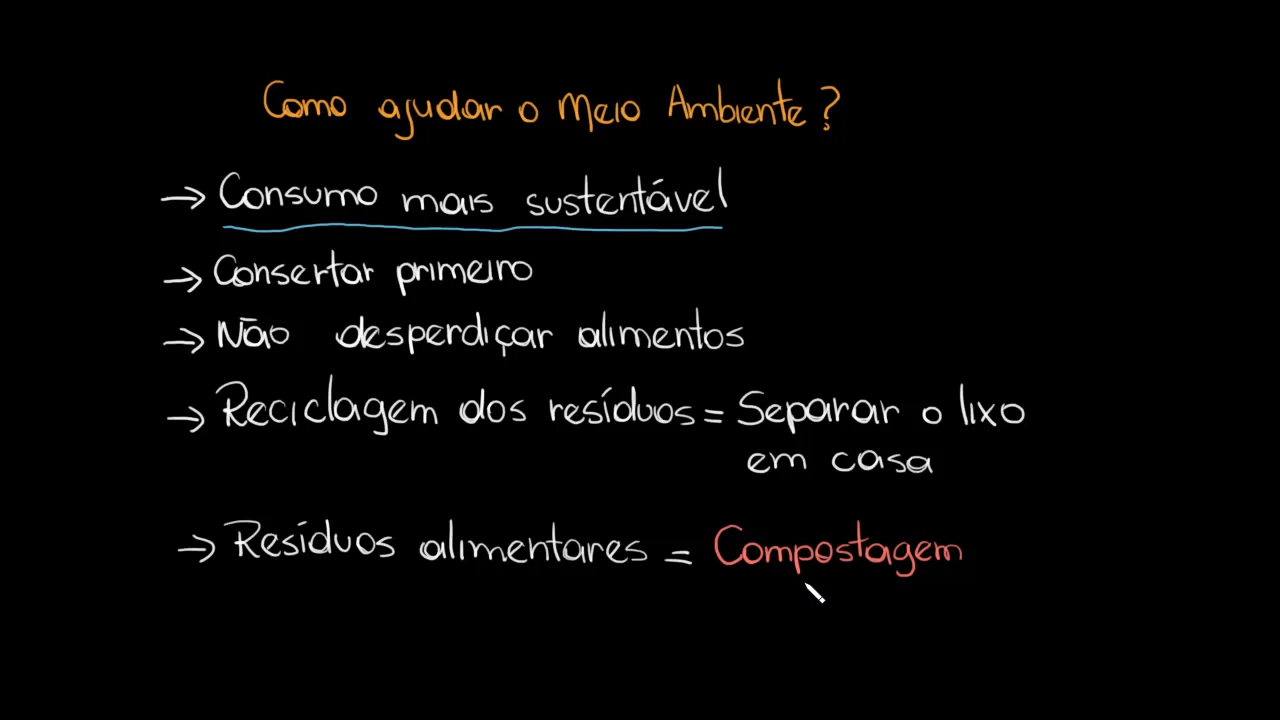 Como ajudar o Meio Ambiente?
→ Consumo mais sustentável
→ Consertar primeiro
→ Não desperdiçar alimentos
→ Reciclagem dos resíduos = Separar o lixo
em casa
→ Resíduos alimentares = Compostagem